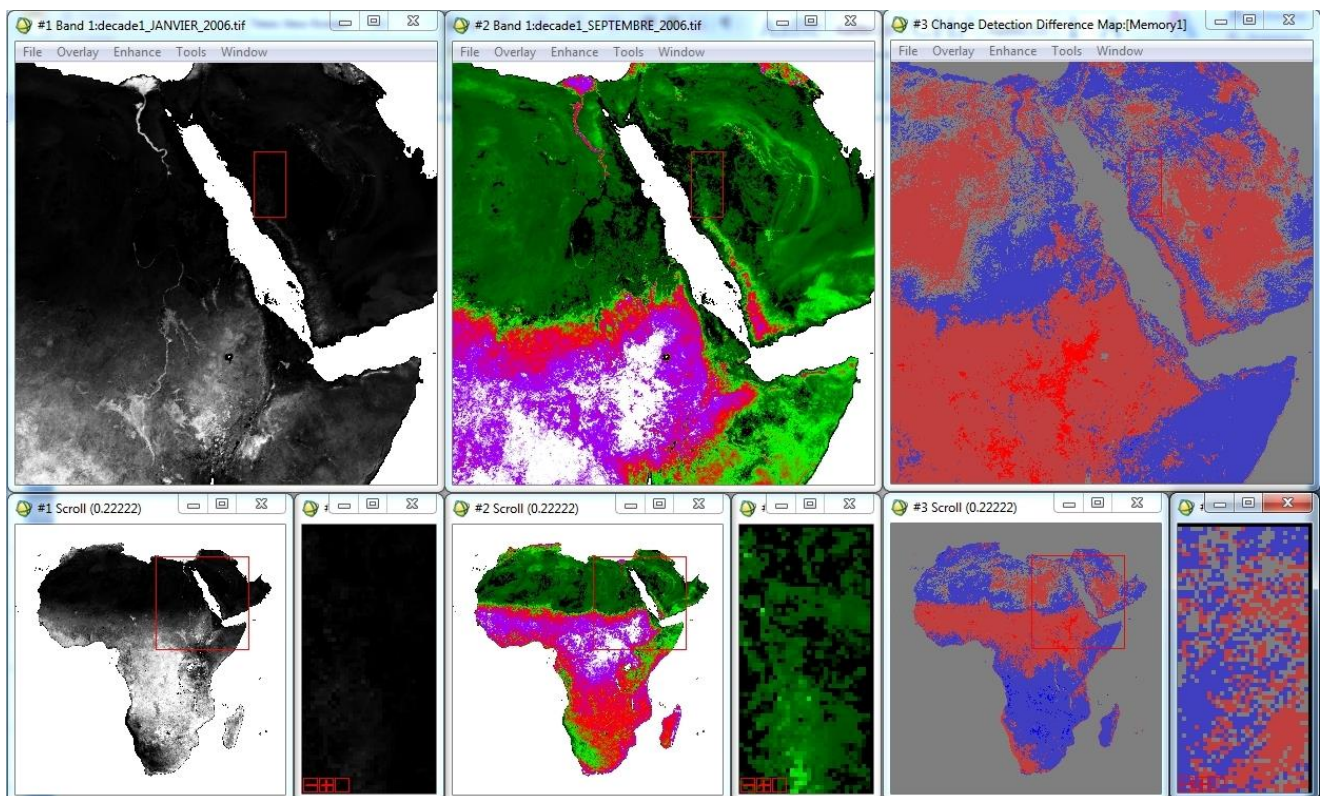 #1 Band 1:decade1_JANVIER_2006.tif
File Overlay Enhance Tools Window
#2 Band 1:decade1_SEPTEMBRE_2006.tif
File Overlay Enhance Tools Window
#3 Change Detection Difference Map:[Memory1]
File Overlay Enhance Tools Window
#1 Scroll (0.22222)
#2 Scroll (0.22222)
#3 Scroll (0.22222)